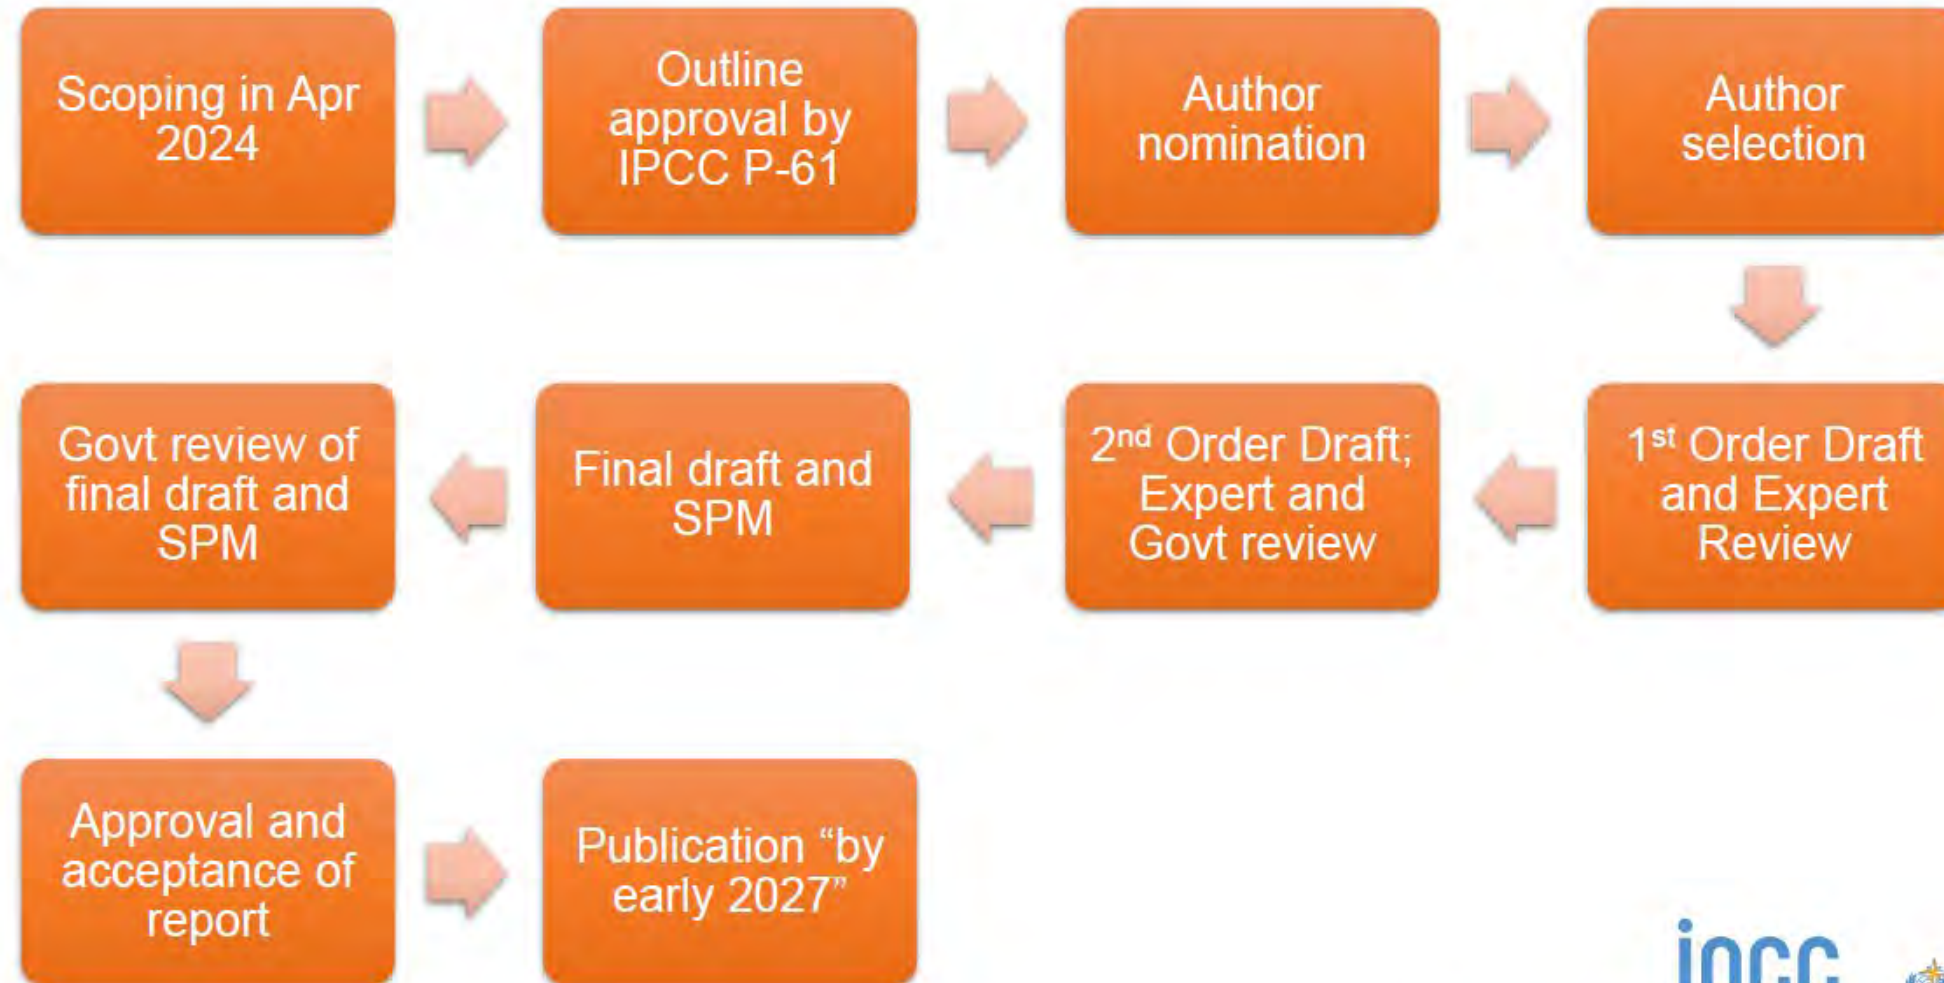 Scoping in Apr
2024
Outline
approval by
IPCC P-61
Author
nomination
Author
selection
1st Order Draft
and Expert
Review
2nd Order Draft;
Expert and
Govt review
Final draft and
SPM
Govt review of
final draft and
SPM
Approval and
acceptance of
report
Publication “by
early 2027”
ipcc